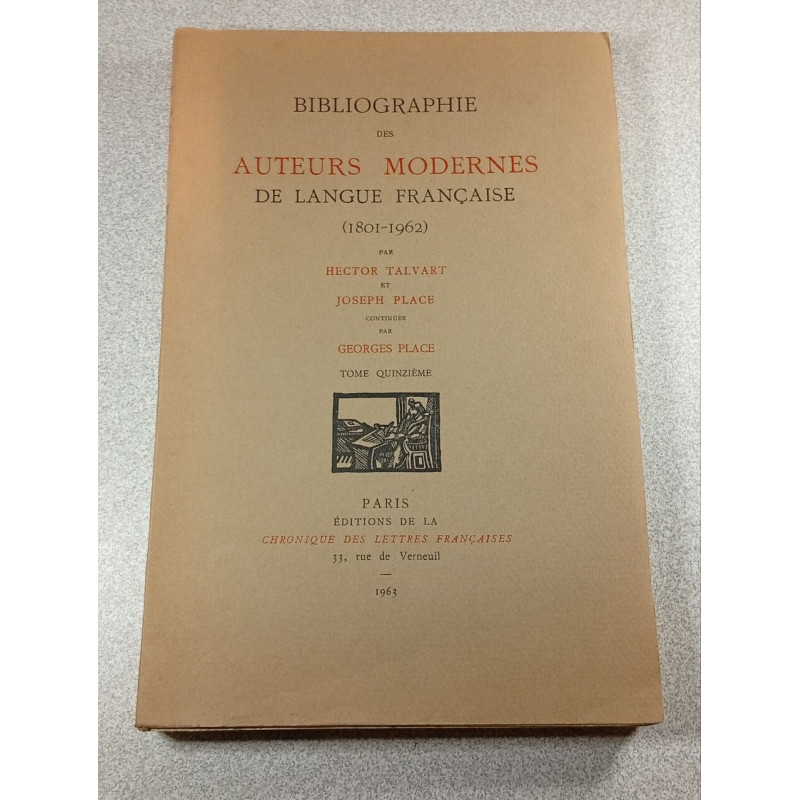 BIBLIOGRAPHIE
DES
AUTEURS MODERNES
DE LANGUE FRANÇAISE
(1801-1962)
PAR
HECTOR TALVART
ET
JOSEPH PLACE
CONTINUÉE
PAR
GEORGES PLACE
TOME QUINZIÈME
PARIS
ÉDITIONS DE LA
CHRONIQUE DES LETTRES FRANÇAISES
33, rue de Verneuil
—
1963